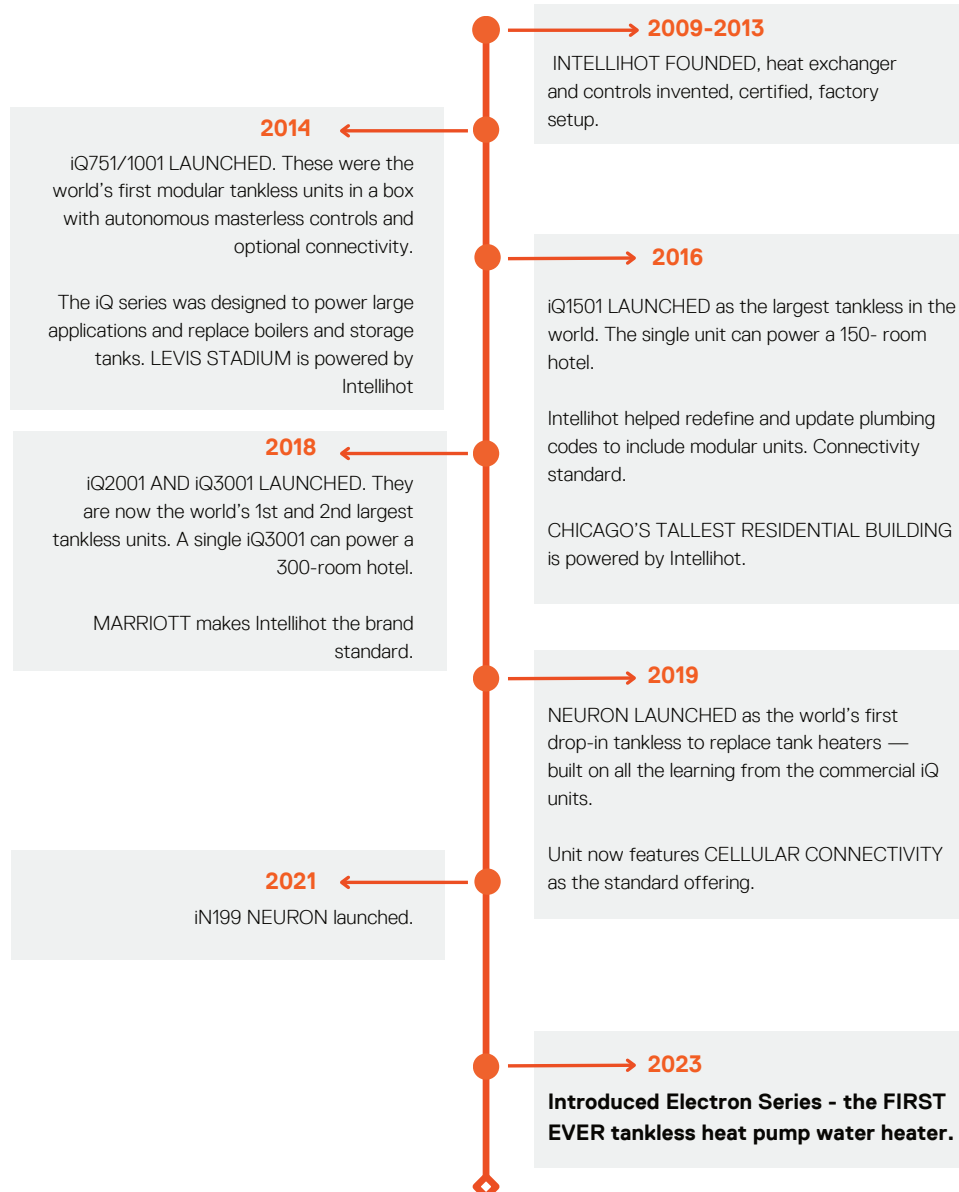 2009-2013
INTELLIHOT FOUNDED, heat exchanger
and controls invented, certified, factory
setup.
2014
iQ751/1001 LAUNCHED. These were the
world's first modular tankless units in a box
with autonomous masterless controls and
optional connectivity.
The iQ series was designed to power large
applications and replace boilers and storage
tanks. LEVIS STADIUM is powered by
Intellihot
2016
iQ1501 LAUNCHED as the largest tankless in the
world. The single unit can power a 150- room
hotel.
Intellihot helped redefine and update plumbing
codes to include modular units. Connectivity
standard.
CHICAGO'S TALLEST RESIDENTIAL BUILDING
is powered by Intellihot.
2018
iQ2001 AND iQ3001 LAUNCHED. They
are now the world's 1st and 2nd largest
tankless units. A single iQ3001 can power a
300-room hotel.
MARRIOTT makes Intellihot the brand
standard.
2019
NEURON LAUNCHED as the world's first
drop-in tankless to replace tank heaters —
built on all the learning from the commercial iQ
units.
Unit now features CELLULAR CONNECTIVITY
as the standard offering.
2021
iN199 NEURON launched.
2023
Introduced Electron Series - the FIRST
EVER tankless heat pump water heater.